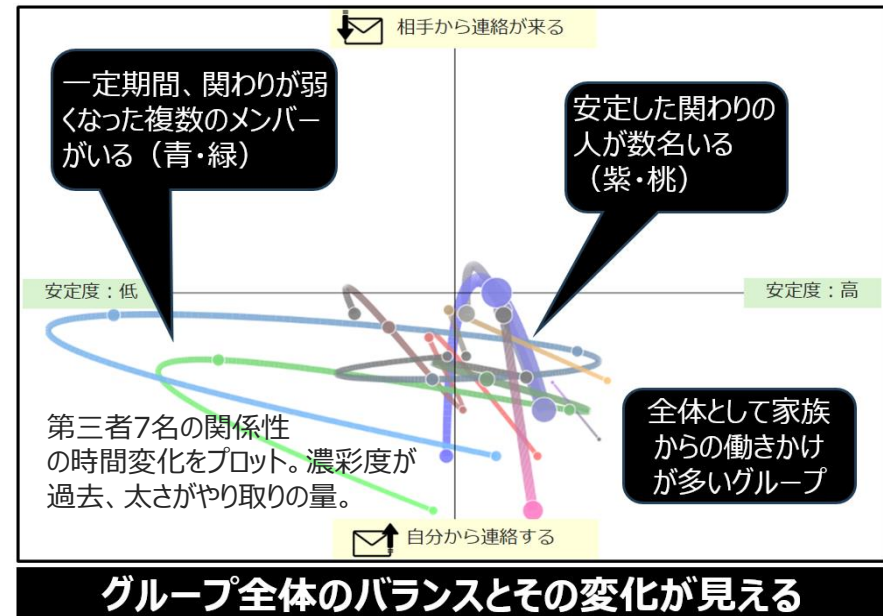 相手から連絡が来る
一定期間、関わりが弱
くなった複数のメンバー
がいる（青・緑）
安定した関わりの
人が数名いる
（紫・桃）
安定度：低
安定度：高
第三者7名の関係性
の時間変化をプロット。濃彩度が
過去、太さがやり取りの量。
全体として家族
からの働きかけ
が多いグループ
自分から連絡する
グループ全体のバランスとその変化が見える